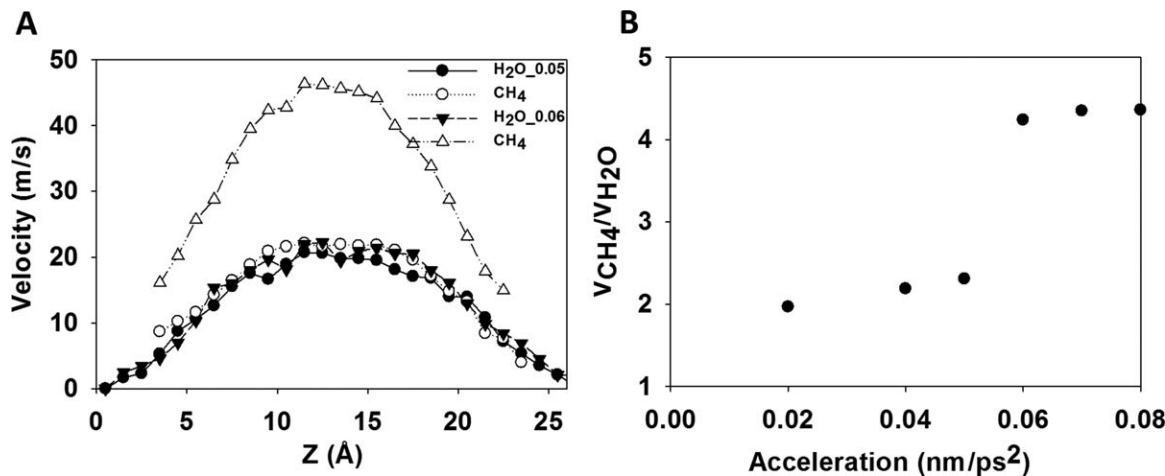 A
Velocity (m/s)
50
40
30
20
10
0
H₂O_0.05
CH₄
H₂O_0.06
CH₄
0 5 10 15 20 25
Z (Å)
B
VCH4/VH2O
5
4
3
2
1
0.00 0.02 0.04 0.06 0.08
Acceleration (nm/ps²)